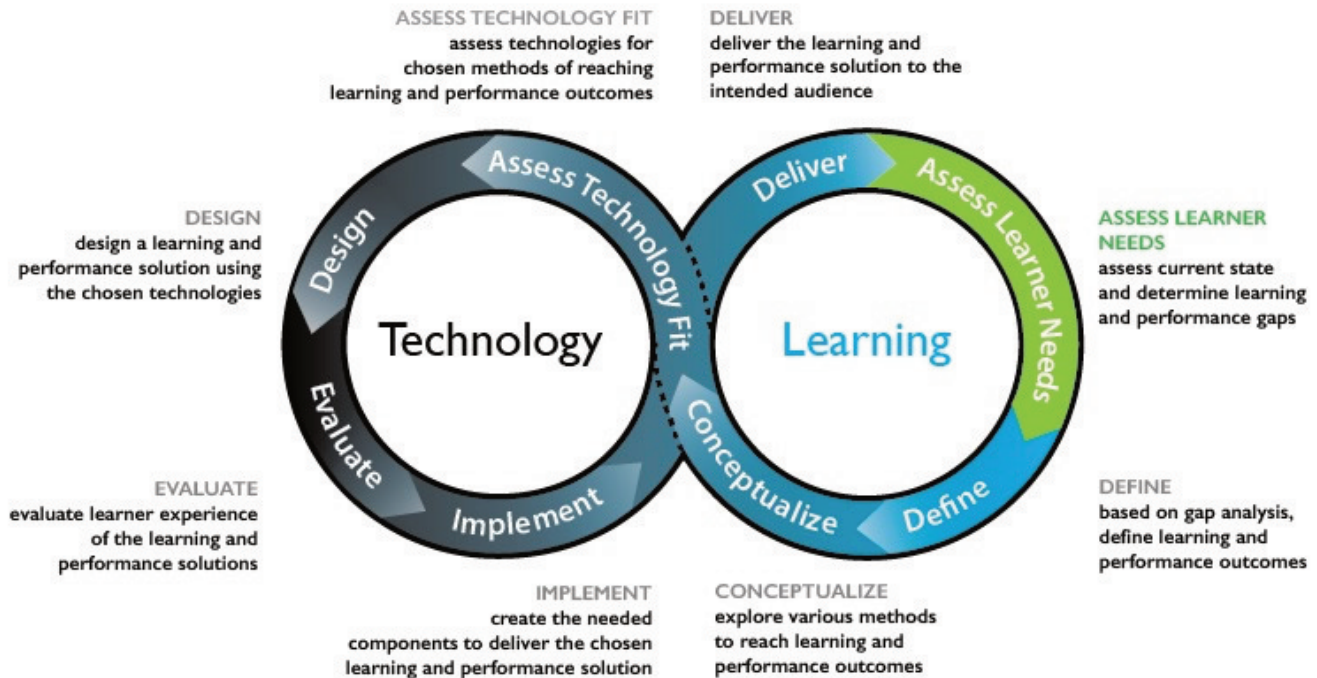 ASSESS TECHNOLOGY FIT
assess technologies for
chosen methods of reaching
learning and performance outcomes
DELIVER
deliver the learning and
performance solution to the
intended audience
DESIGN
design a learning and
performance solution using
the chosen technologies
Assess Technology Fit
Design
Evaluate
Implement
Technology
Deliver
Assess Learner Needs
Define
Conceptualize
Learning
ASSESS LEARNER
NEEDS
assess current state
and determine learning
and performance gaps
EVALUATE
evaluate learner experience
of the learning and
performance solutions
DEFINE
based on gap analysis,
define learning and
performance outcomes
IMPLEMENT
create the needed
components to deliver the chosen
learning and performance solution
CONCEPTUALIZE
explore various methods
to reach learning and
performance outcomes